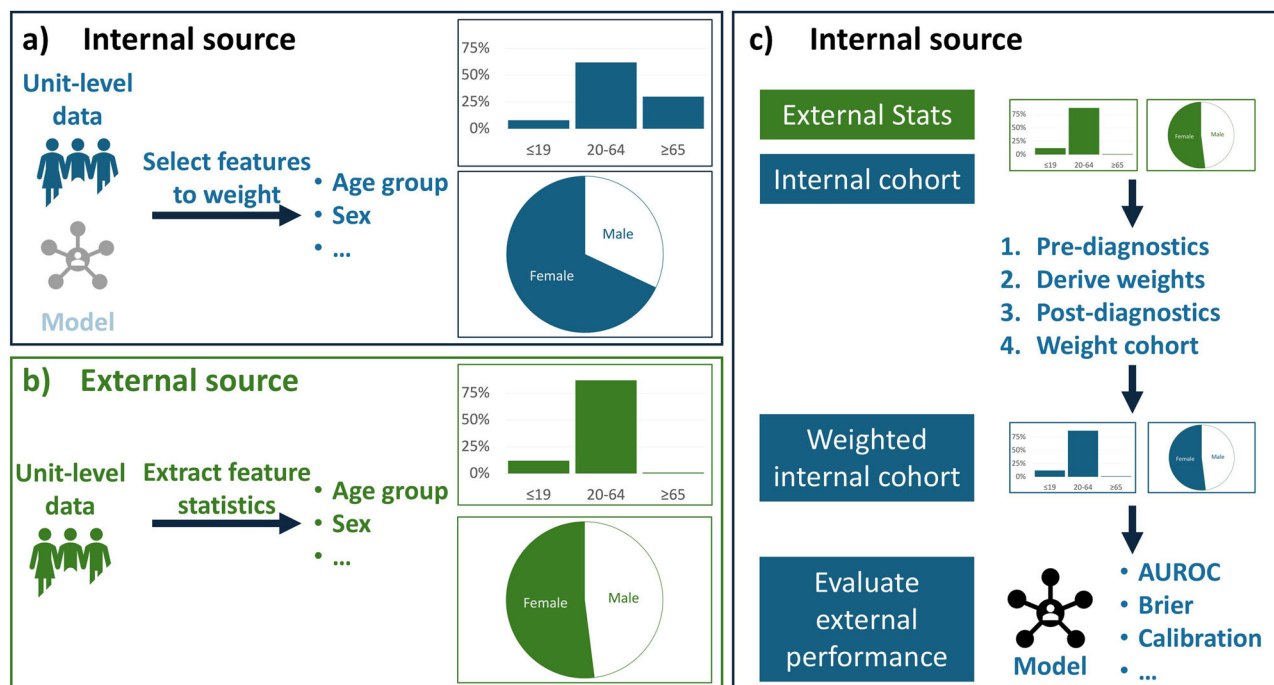 a) Internal source
Unit-level
data
Select features
to weight
• Age group
• Sex
• ...
Model
75%
50%
25%
0%
≤19 20-64 ≥65
Male
Female
b) External source
Unit-level
data
Extract feature
statistics
• Age group
• Sex
• ...
75%
50%
25%
0%
≤19 20-64 ≥65
Female Male
c) Internal source
External Stats
Internal cohort
75%
50%
25%
0%
≤19 20-64 ≥65
Female Male
1. Pre-diagnostics
2. Derive weights
3. Post-diagnostics
4. Weight cohort
Weighted
internal cohort
75%
50%
25%
0%
≤19 20-64 ≥65
Female Male
Evaluate
external
performance
Model
• AUROC
• Brier
• Calibration
• ...